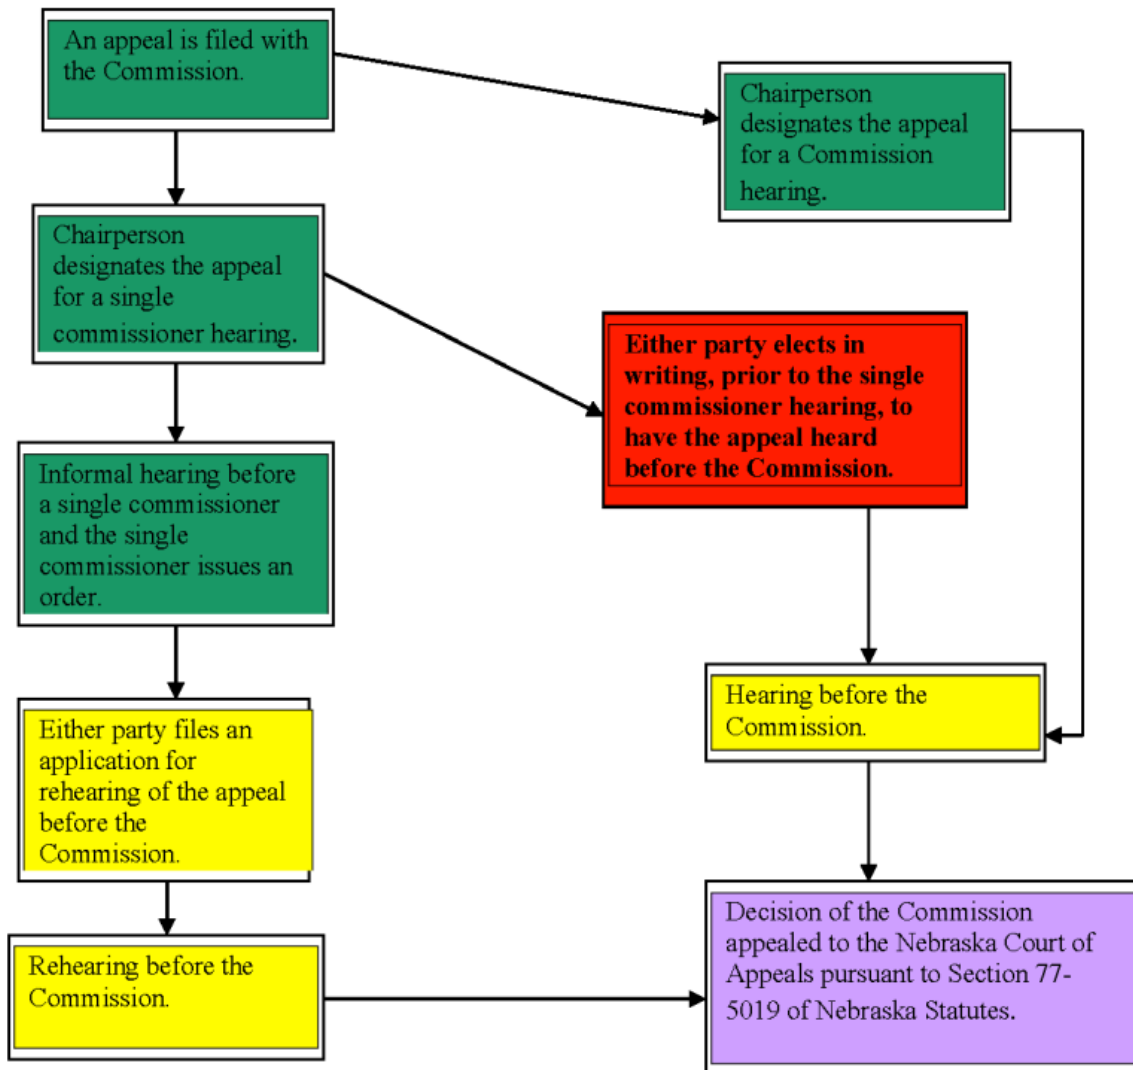 An appeal is filed with
the Commission.
Chairperson
designates the appeal
for a Commission
hearing.
Chairperson
designates the appeal
for a single
commissioner hearing.
Either party elects in
writing, prior to the single
commissioner hearing, to
have the appeal heard
before the Commission.
Informal hearing before
a single commissioner
and the single
commissioner issues an
order.
Hearing before the
Commission.
Either party files an
application for
rehearing of the appeal
before the
Commission.
Decision of the Commission
appealed to the Nebraska Court of
Appeals pursuant to Section 77-
5019 of Nebraska Statutes.
Rehearing before the
Commission.